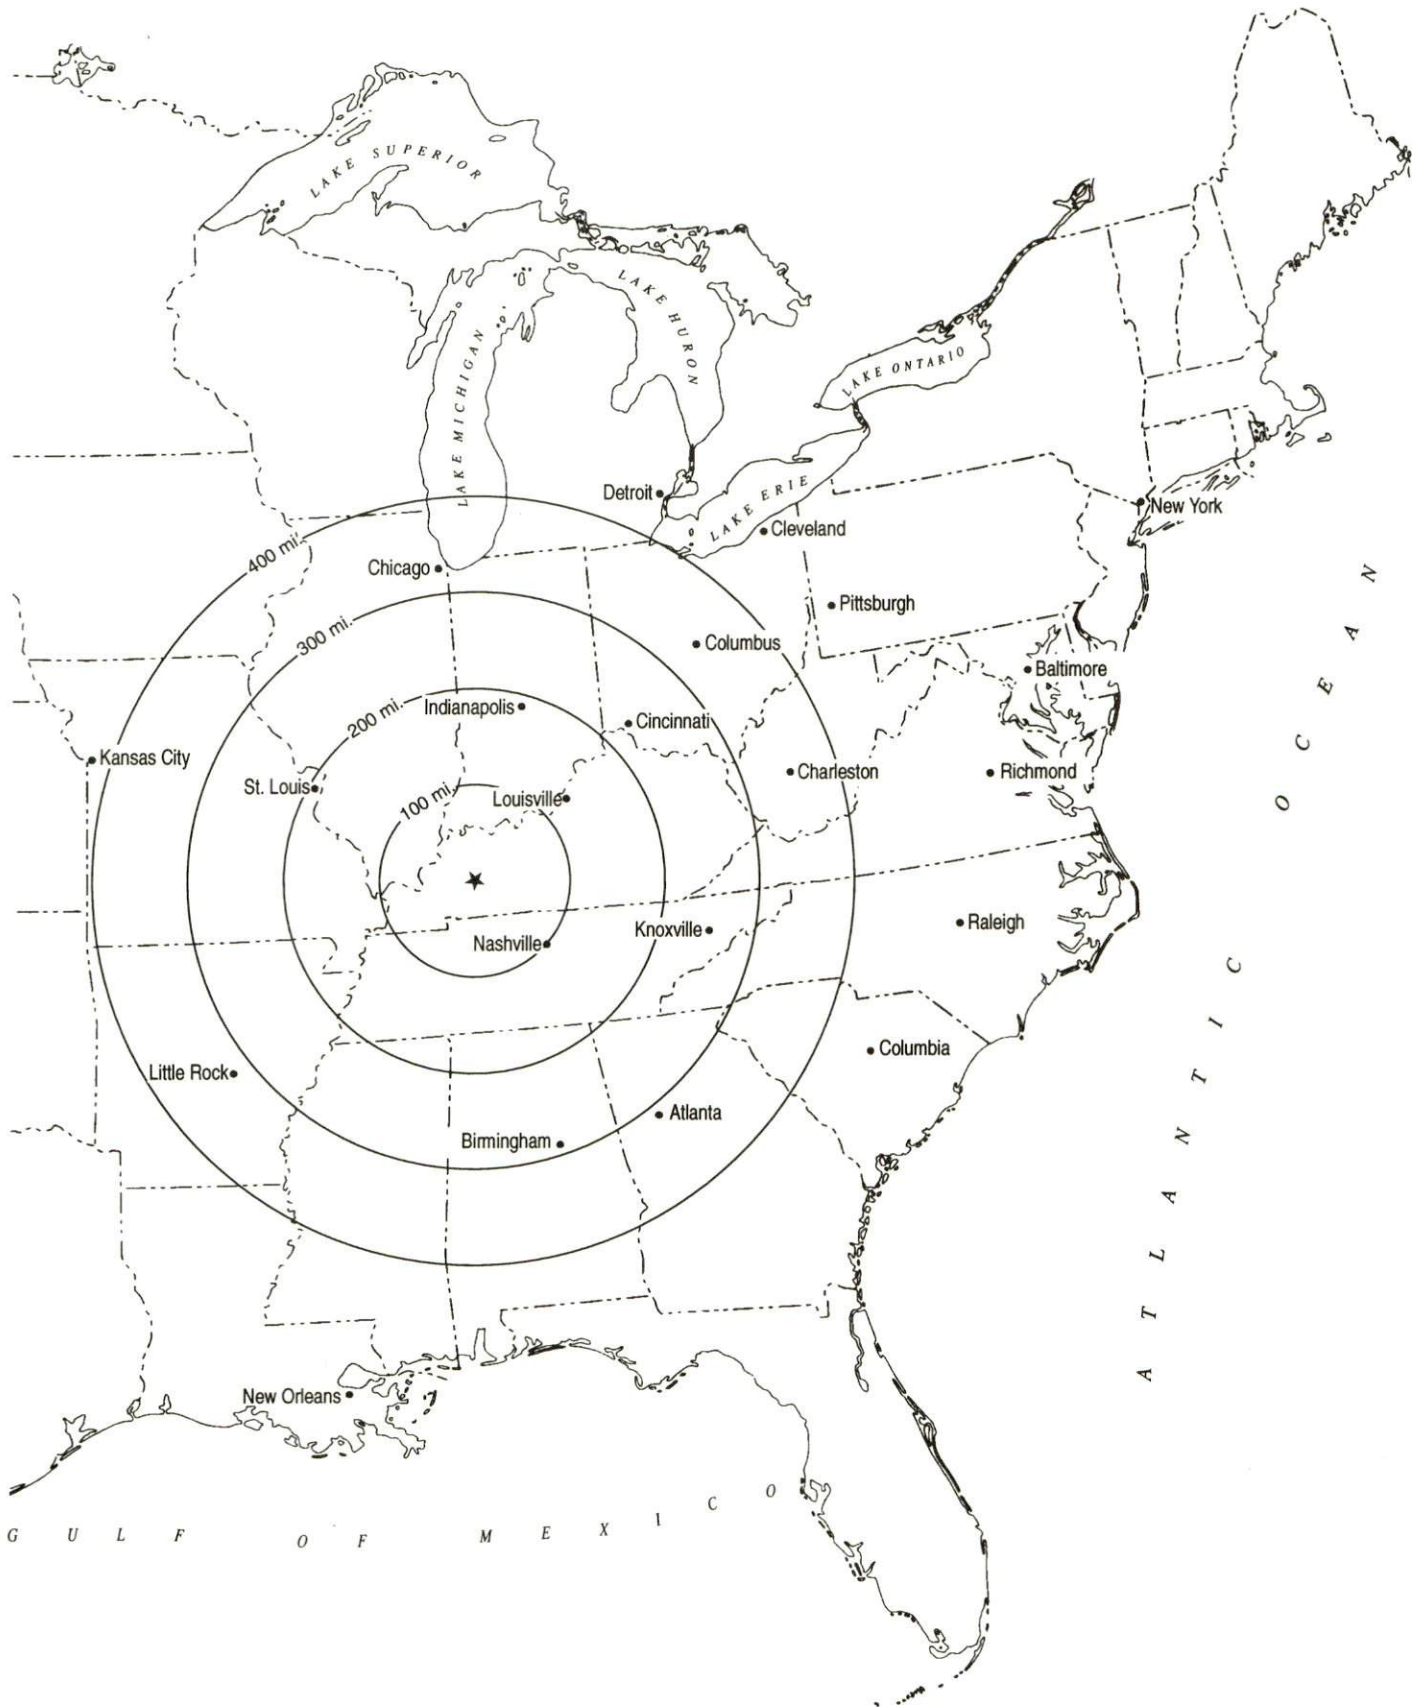 LAKE SUPERIOR
LAKE HURON
LAKE MICHIGAN
LAKE ONTARIO
LAKE ERIE
Detroit
New York
Cleveland
400 mi.
Chicago
Pittsburgh
300 mi.
Columbus
Baltimore
200 mi.
Indianapolis
Cincinnati
Kansas City
St. Louis
Charleston
Richmond
100 mi.
Louisville
Raleigh
Knoxville
Nashville
Columbia
Little Rock
Atlanta
Birmingham
ATLANTIC OCEAN
New Orleans
GULF OF MEXICO